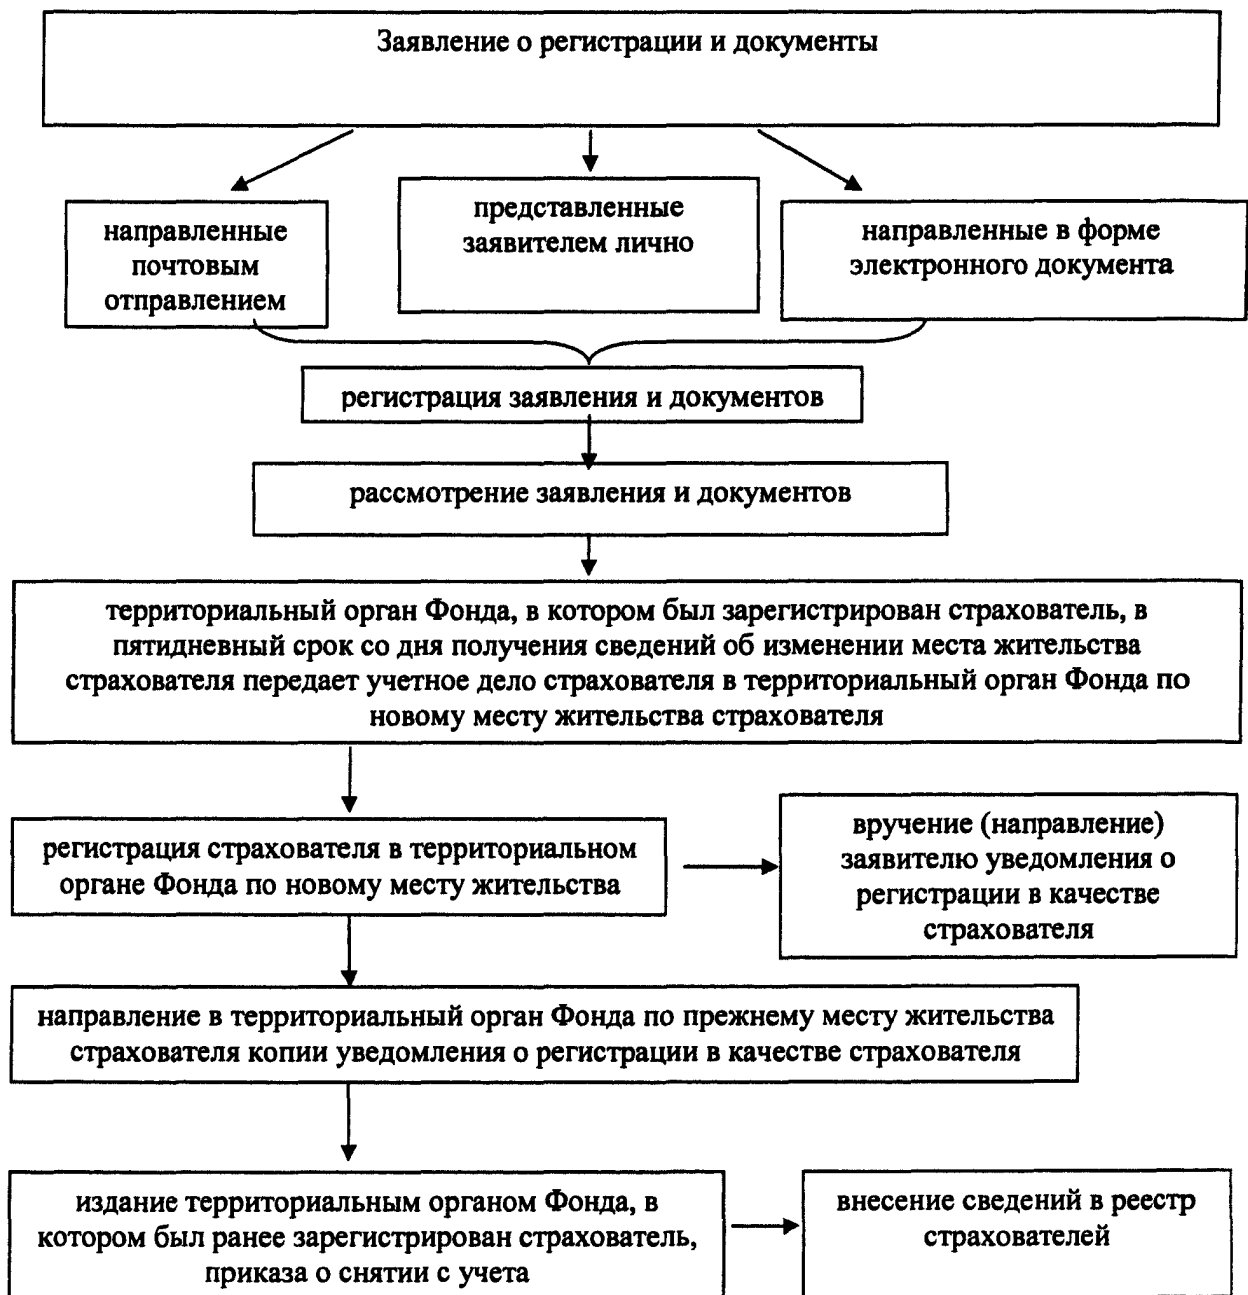 Заявление о регистрации и документы
направленные
почтовым
отправлением
представленные
заявителем лично
направленные в форме
электронного документа
регистрация заявления и документов
рассмотрение заявления и документов
территориальный орган Фонда, в котором был зарегистрирован страхователь, в
пятидневный срок со дня получения сведений об изменении места жительства
страхователя передает учетное дело страхователя в территориальный орган Фонда по
новому месту жительства страхователя
регистрация страхователя в территориальном
органе Фонда по новому месту жительства
вручение (направление)
заявителю уведомления о
регистрации в качестве
страхователя
направление в территориальный орган Фонда по прежнему месту жительства
страхователя копии уведомления о регистрации в качестве страхователя
издание территориальным органом Фонда, в
котором был ранее зарегистрирован страхователь,
приказа о снятии с учета
внесение сведений в реестр
страхователей